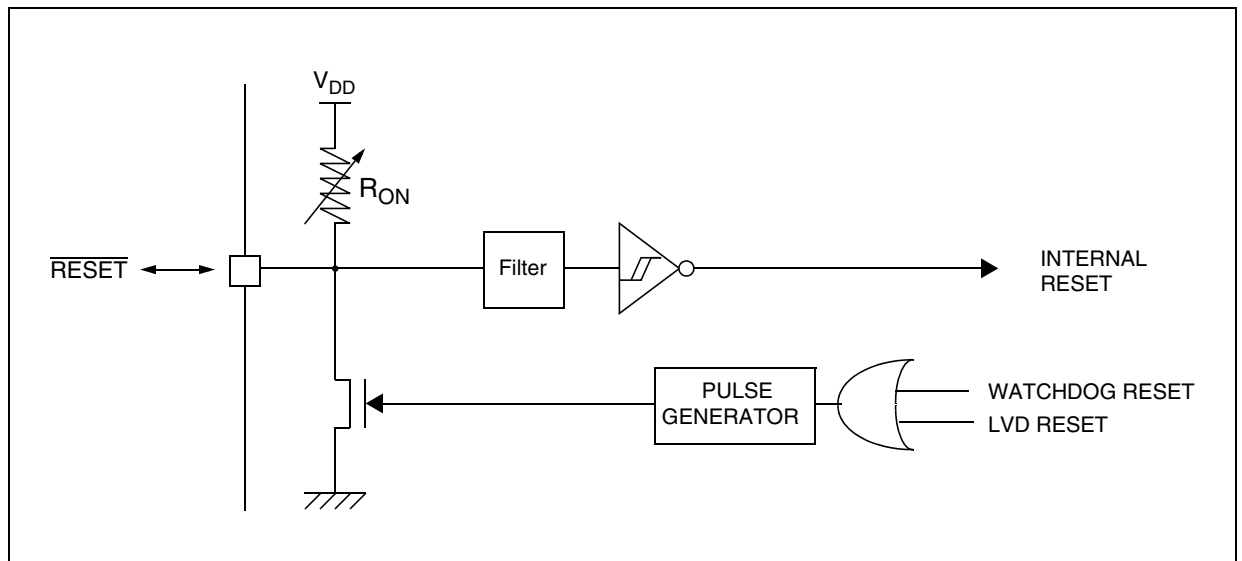 VDD
RON
RESET
Filter
INTERNAL
RESET
PULSE
GENERATOR
WATCHDOG RESET
LVD RESET